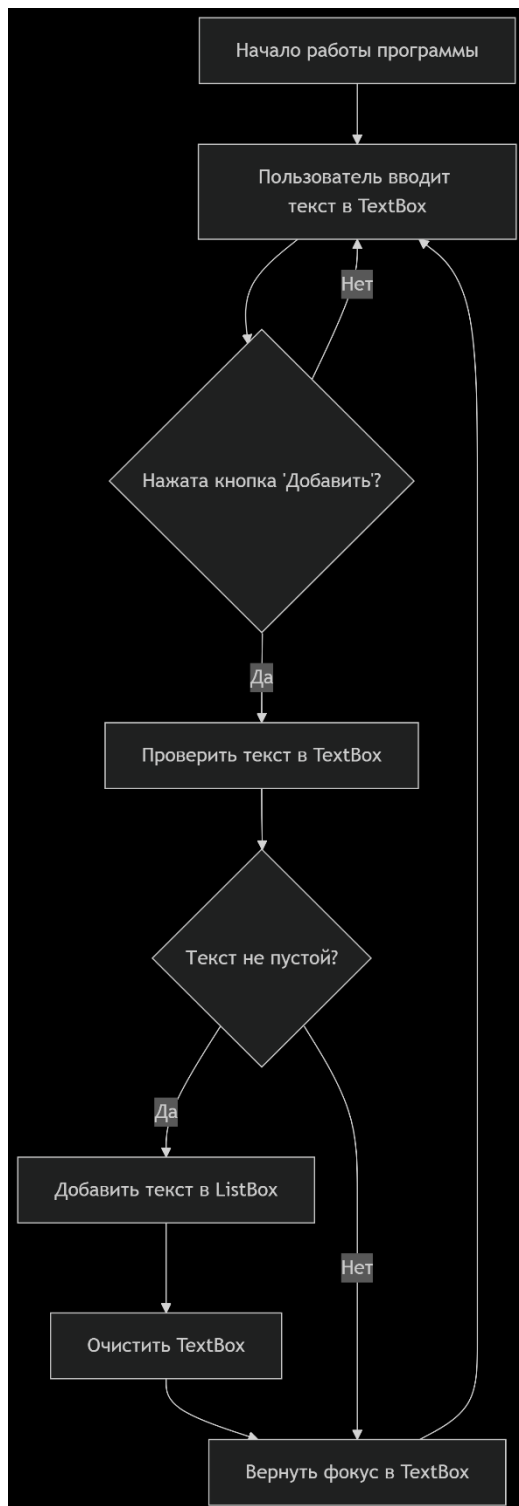 Начало работы программы
Пользователь вводит
текст в TextBox
Нет
Нажата кнопка 'Добавить'?
Да
Проверить текст в TextBox
Текст не пустой?
Да
Добавить текст в ListBox
Нет
Очистить TextBox
Вернуть фокус в TextBox